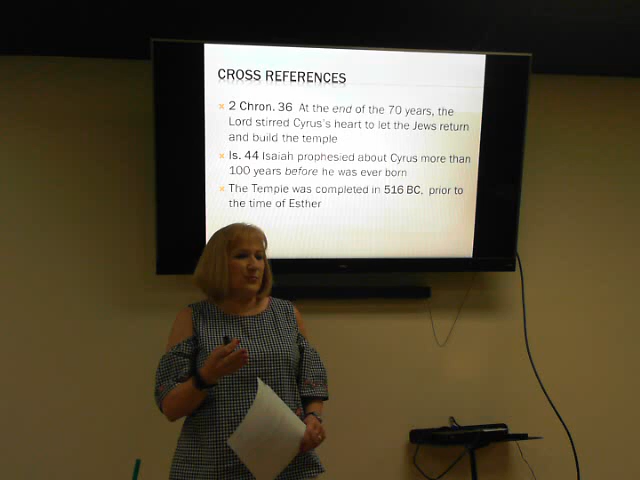 CROSS REFERENCES
2 Chron. 36 At the end of the 70 years, the
Lord stirred Cyrus's heart to let the Jews return
and build the temple
Is. 44 Isaiah prophesied about Cyrus more than
100 years before he was ever born
The Temple was completed in 516 BC, prior to
the time of Esther